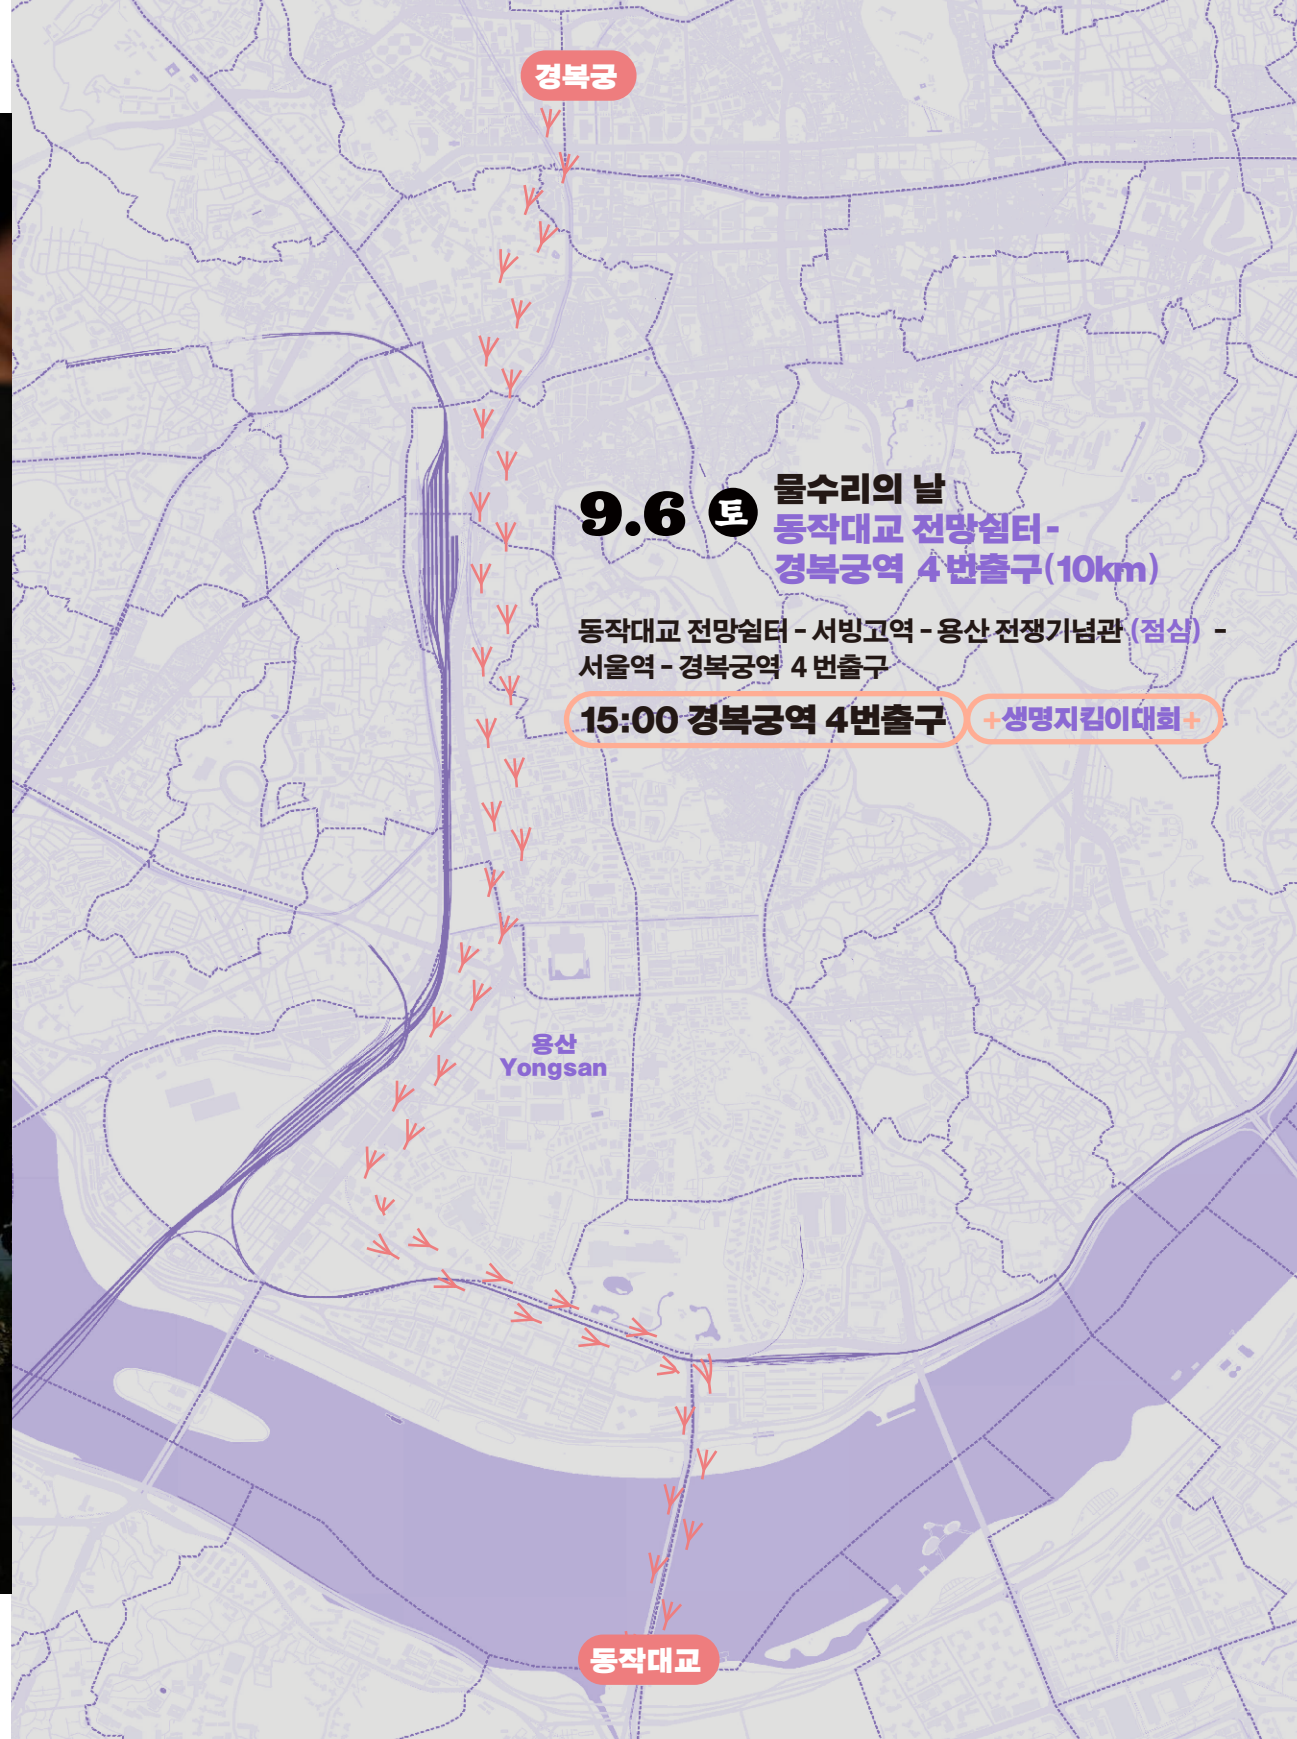 경복궁
9.6 토
물수리의 날
동작대교 전망쉼터-
경복궁역 4번출구(10km)
동작대교 전망쉼터 - 서빙고역 - 용산 전쟁기념관 (점심) -
서울역 - 경복궁역 4번출구
15:00 경복궁역 4번출구
+생명지킴이대회+
용산
Yongsan
동작대교